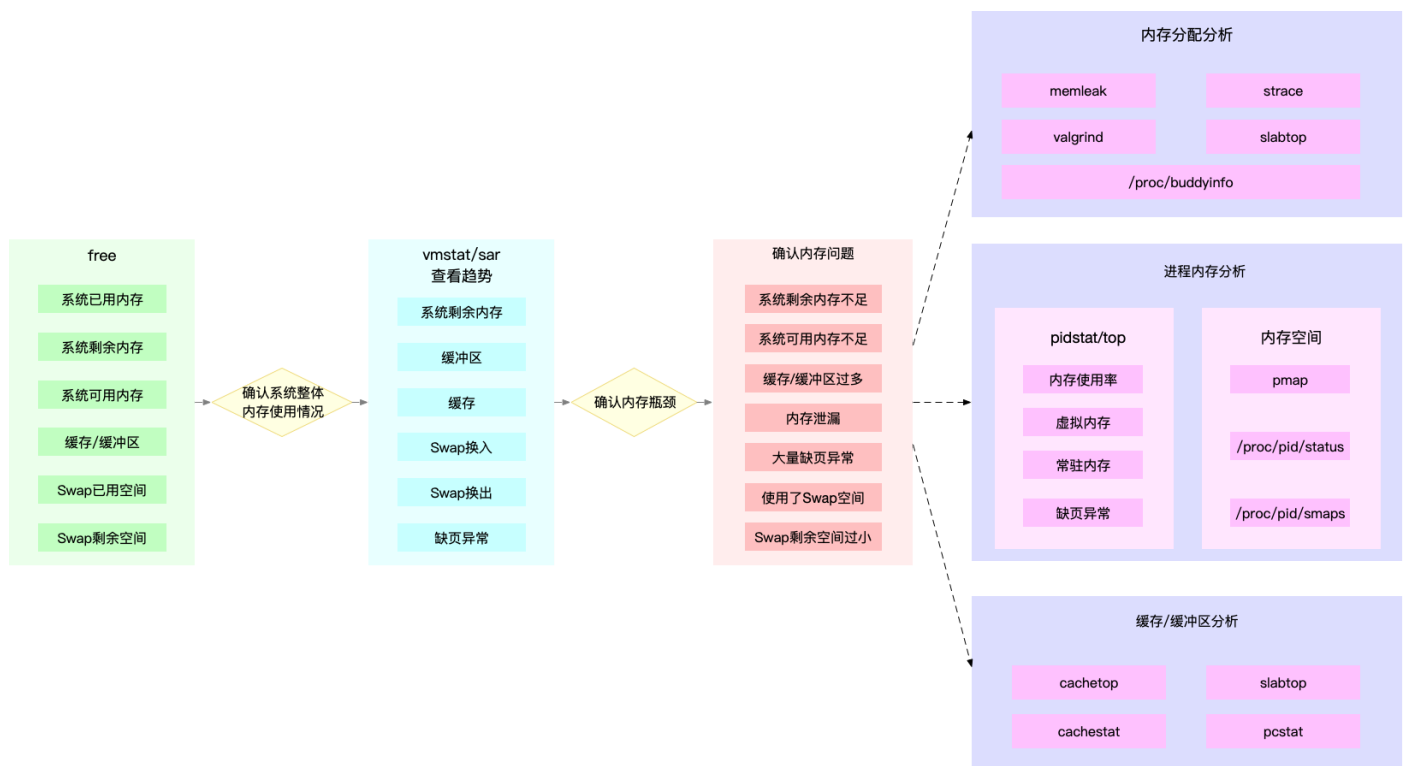 free
系统已用内存
系统剩余内存
系统可用内存
缓存/缓冲区
Swap已用空间
Swap剩余空间
确认系统整体
内存使用情况
vmstat/sar
查看趋势
系统剩余内存
缓冲区
缓存
Swap换入
Swap换出
缺页异常
确认内存瓶颈
确认内存问题
系统剩余内存不足
系统可用内存不足
缓存/缓冲区过多
内存泄漏
大量缺页异常
使用了Swap空间
Swap剩余空间过小
内存分配分析
memleak
strace
valgrind
slabtop
/proc/buddyinfo
进程内存分析
pidstat/top
内存使用率
虚拟内存
常驻内存
缺页异常
内存空间
pmap
/proc/pid/status
/proc/pid/smaps
缓存/缓冲区分析
cachetop
slabtop
cachestat
pcstat